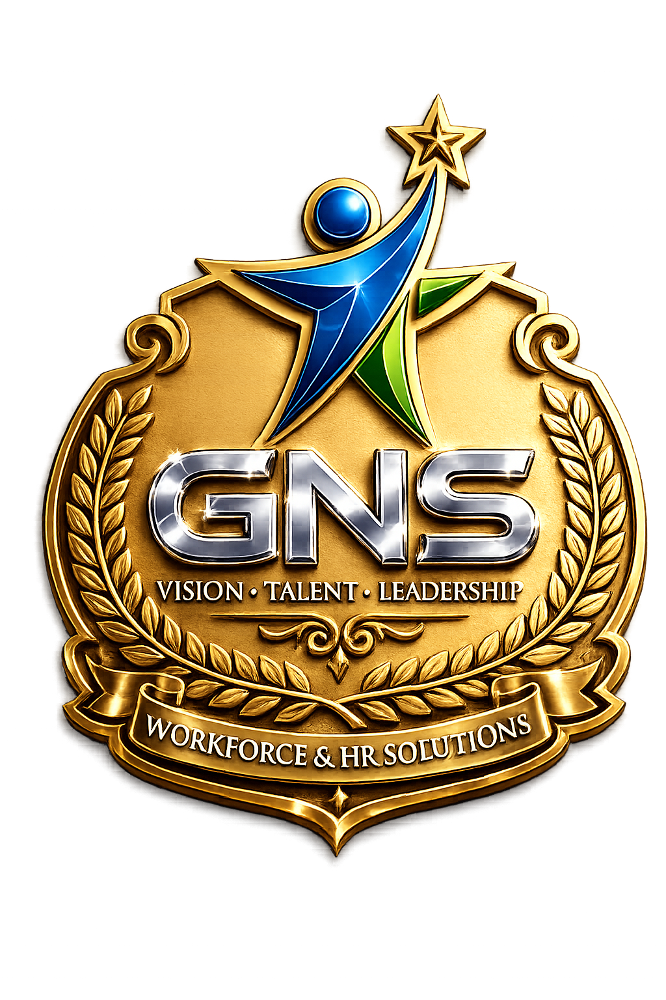 GNS
VISION • TALENT • LEADERSHIP
WORKFORCE & HR SOLUTIONS